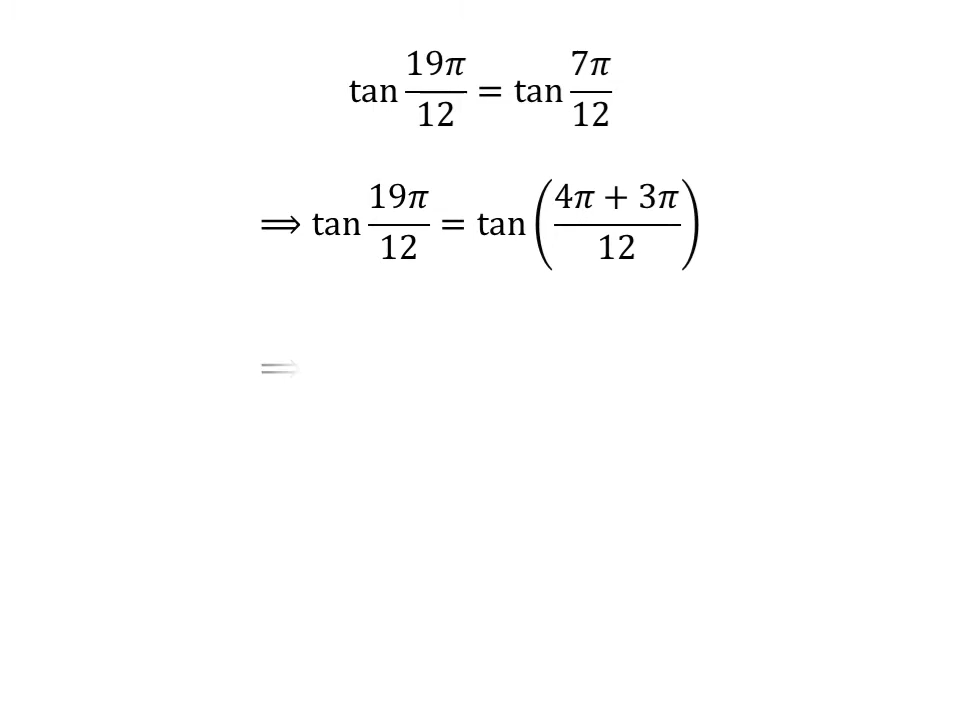 tan 19π/12 = tan 7π/12
⟹ tan 19π/12 = tan (4π + 3π/12)
⟹